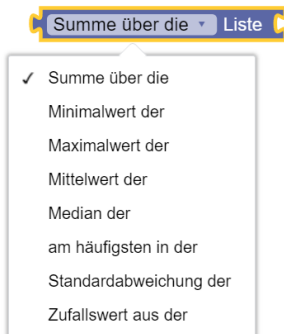 Summe über die ▾ Liste
✓ Summe über die
Minimalwert der
Maximalwert der
Mittelwert der
Median der
am häufigsten in der
Standardabweichung der
Zufallswert aus der